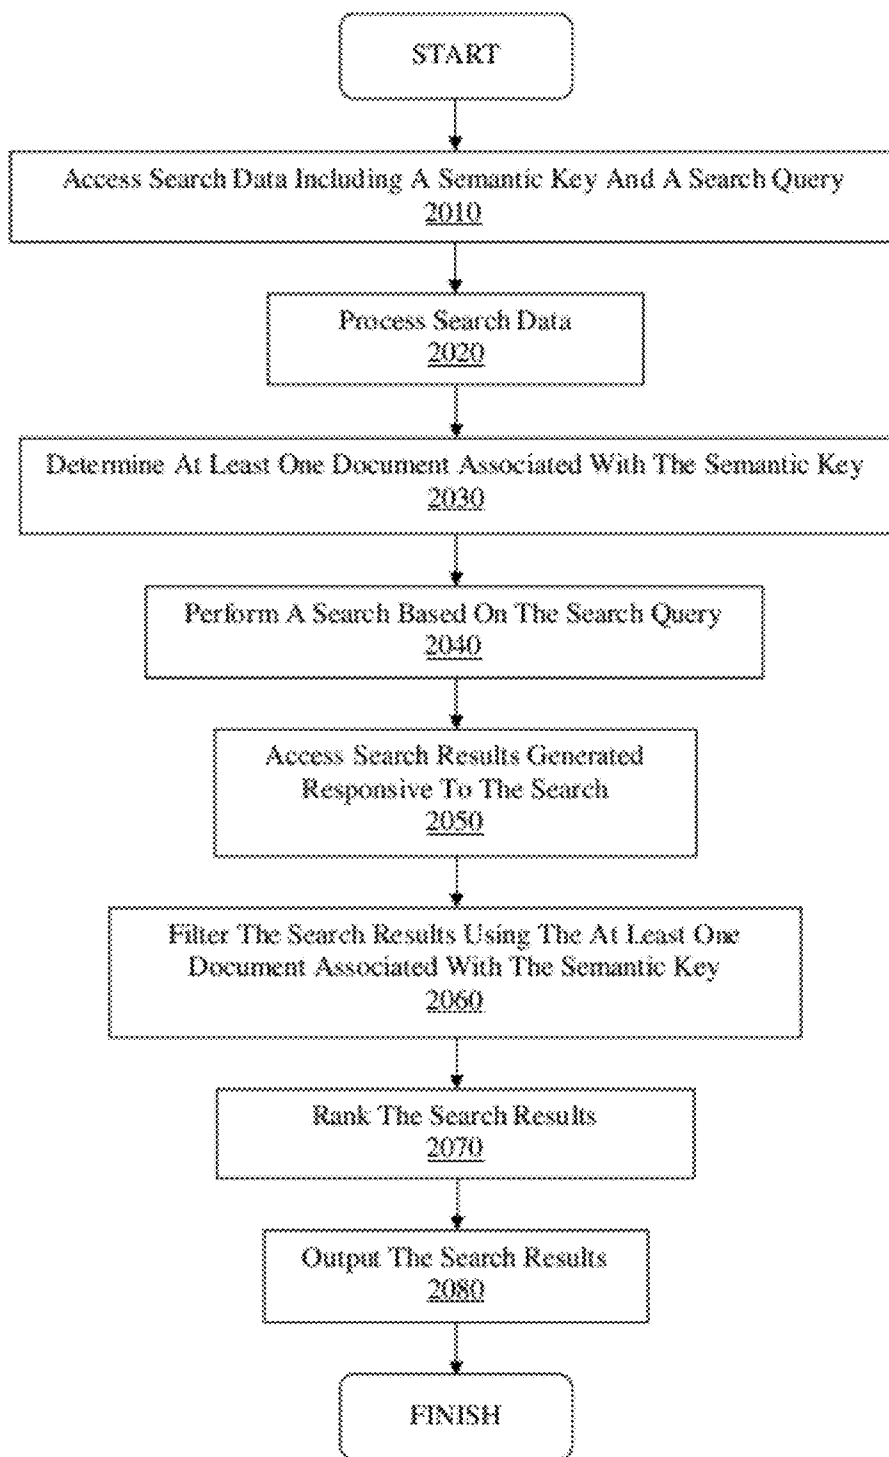 START
Access Search Data Including A Semantic Key And A Search Query
2010
Process Search Data
2020
Determine At Least One Document Associated With The Semantic Key
2030
Perform A Search Based On The Search Query
2040
Access Search Results Generated
Responsive To The Search
2050
Filter The Search Results Using The At Least One
Document Associated With The Semantic Key
2060
Rank The Search Results
2070
Output The Search Results
2080
FINISH